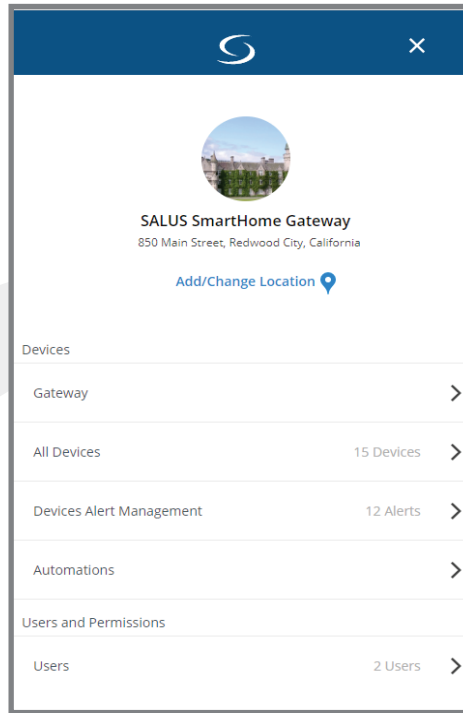 SALUS SmartHome Gateway
850 Main Street, Redwood City, California
Add/Change Location
Devices
Gateway
All Devices 15 Devices
Devices Alert Management 12 Alerts
Automations
Users and Permissions
Users 2 Users